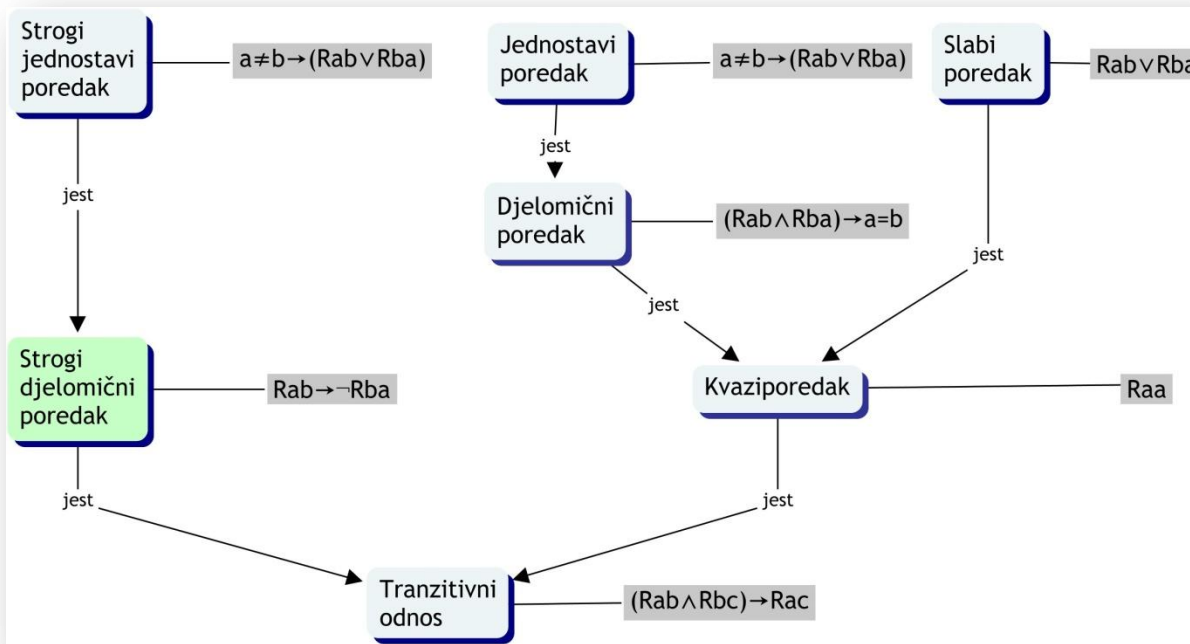 Strogi
jednostavi
poredak
a≠b→(Rab∨Rba)
Jednostavi
poredak
a≠b→(Rab∨Rba)
Slabi
poredak
Rab∨Rba
jest
jest
Djelomični
poredak
(Rab∧Rba)→a=b
jest
jest
Strogi
djelomični
poredak
Rab→¬Rba
Kvaziporedak
Raa
jest
jest
Tranzitivni
odnos
(Rab∧Rbc)→Rac